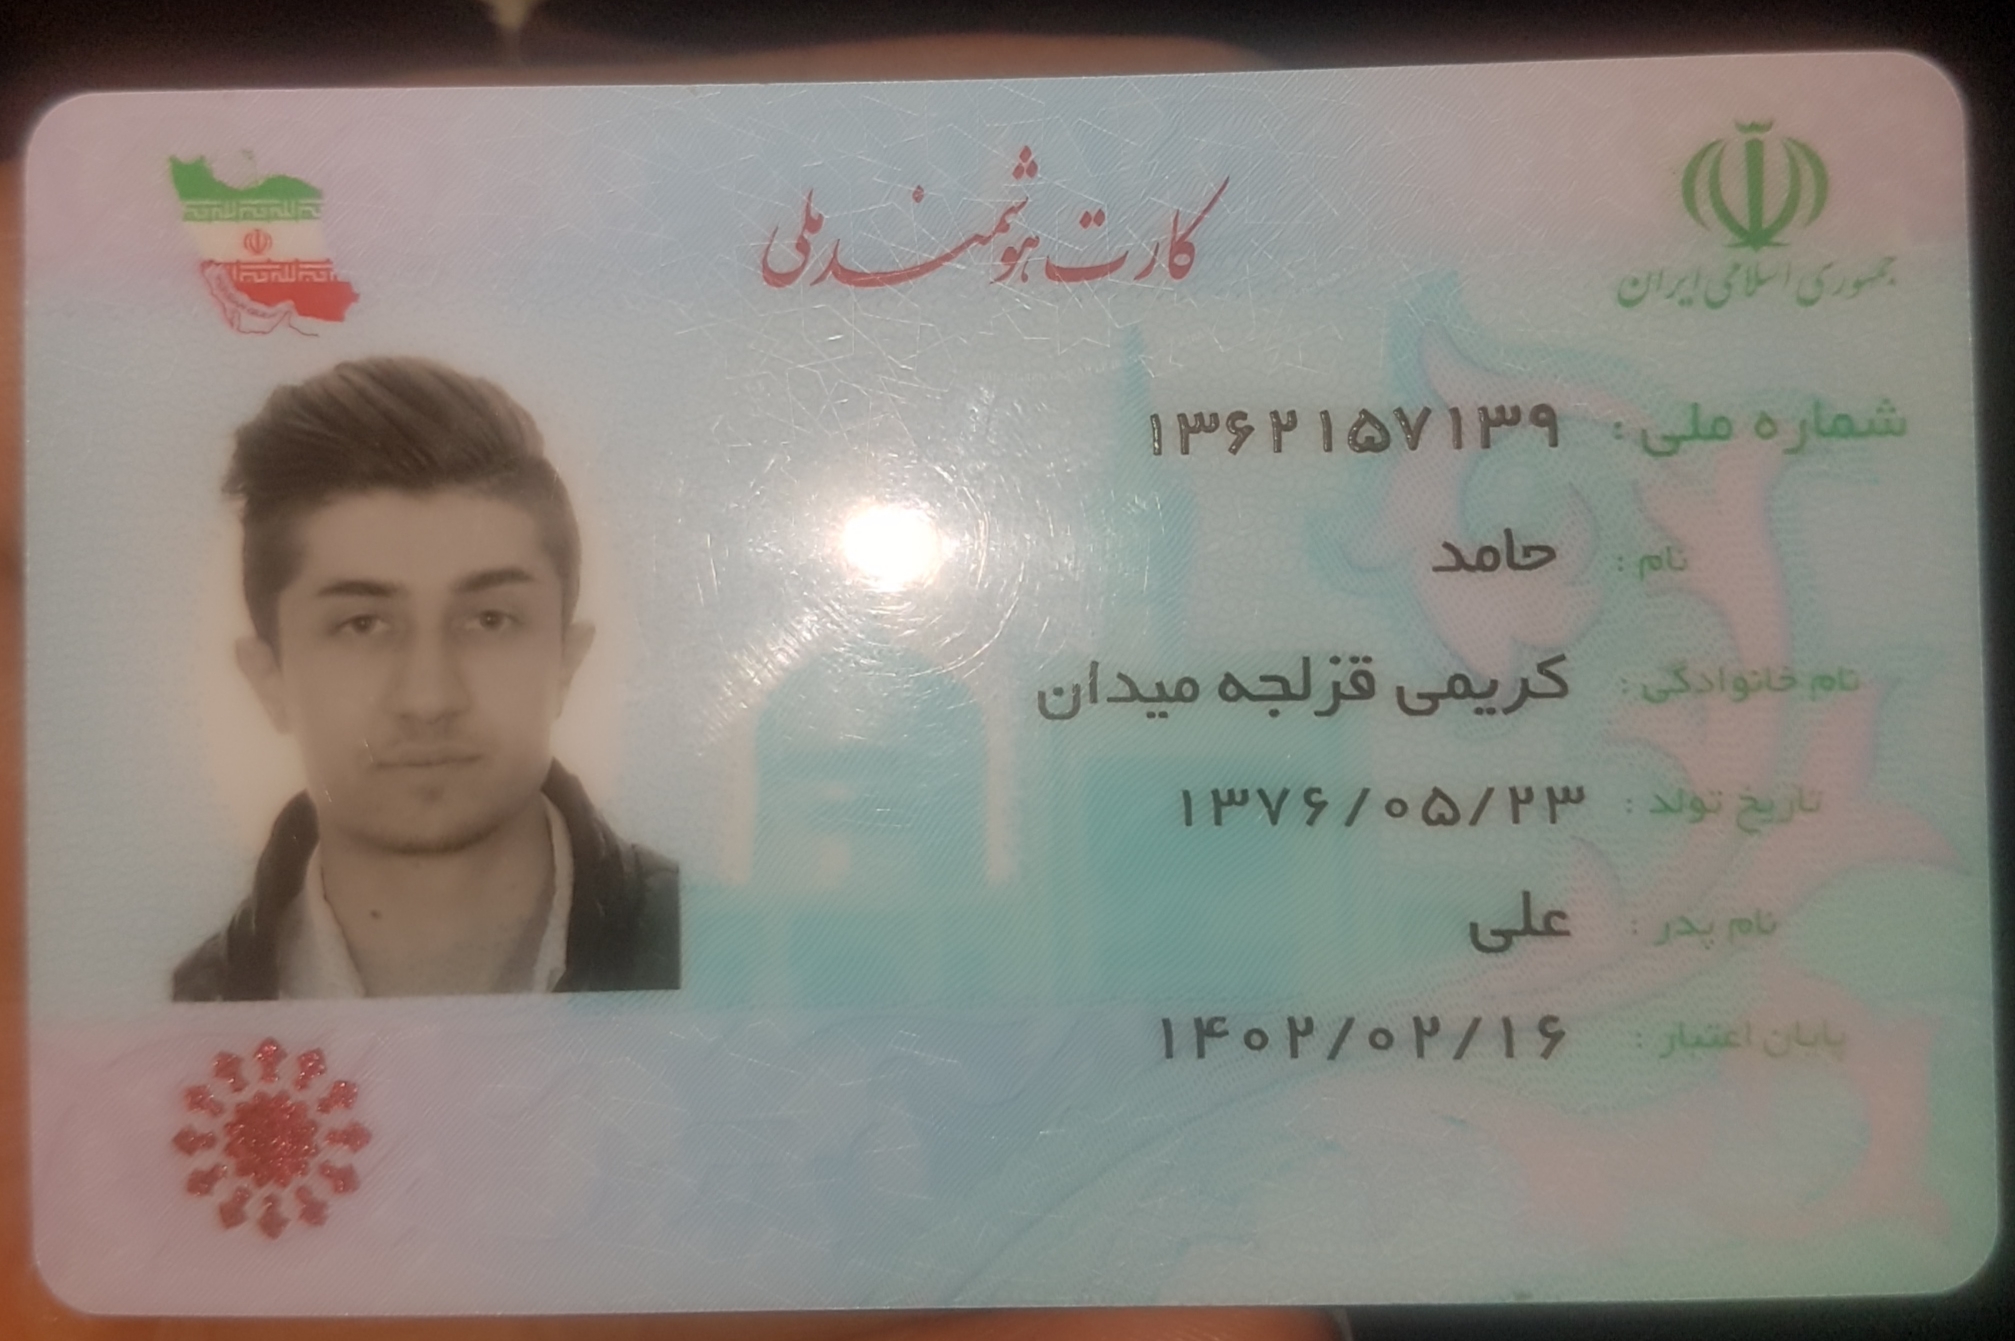 کارت هوشمند ملی
جمهوری اسلامی ایران
شماره ملی : ۱۳۶۲۱۵۷۱۳۹
نام : حامد
نام خانوادگی : کریمی قزلجه میدان
تاریخ تولد : ۱۳۷۶/۰۵/۲۳
نام پدر : علی
پایان اعتبار : ۱۴۰۲/۰۲/۱۶